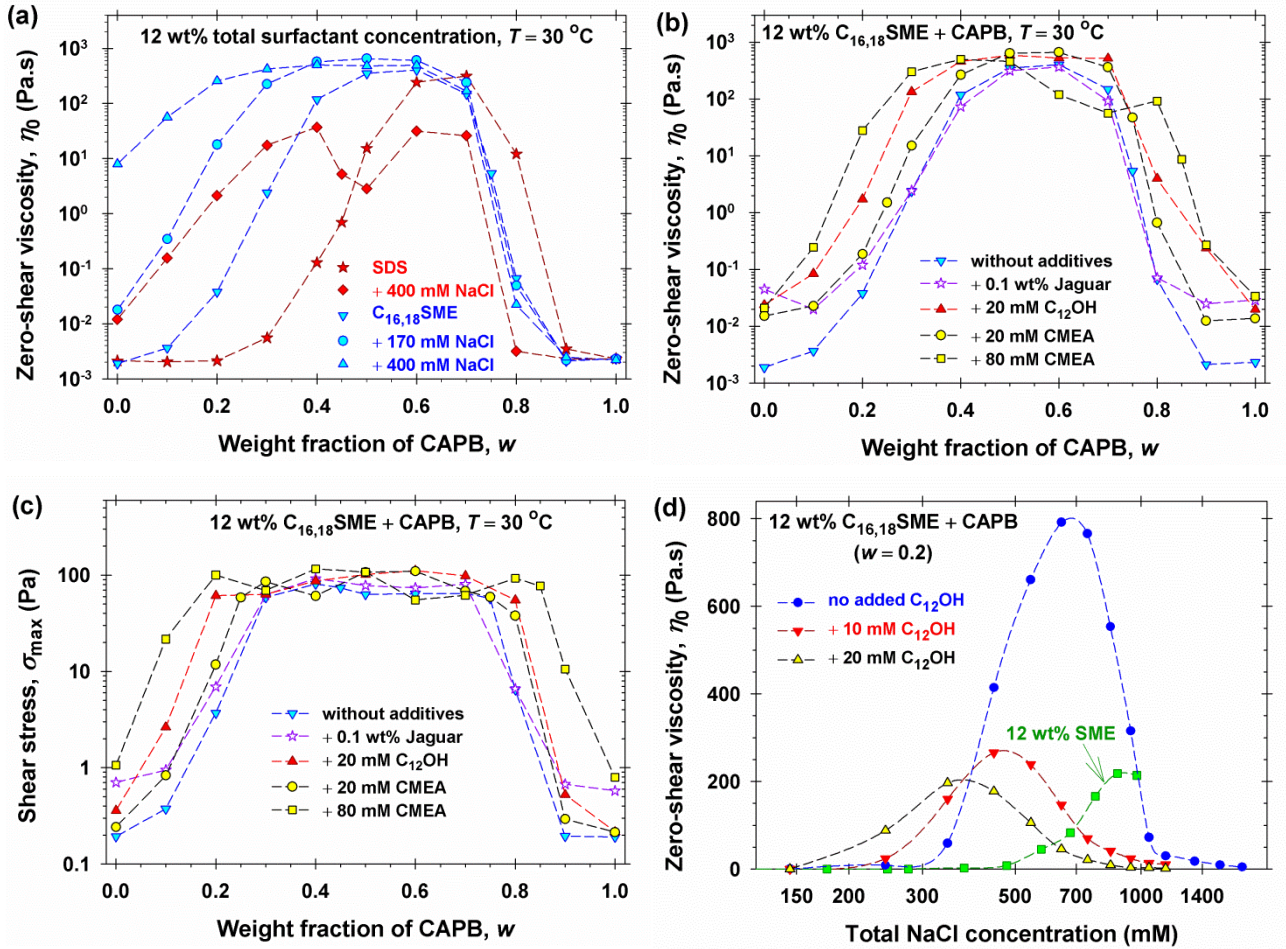 (a)
12 wt% total surfactant concentration, T = 30 °C
Zero-shear viscosity, η₀ (Pa.s)
10³
10²
10¹
10⁰
10⁻¹
10⁻²
10⁻³
SDS
+ 400 mM NaCl
C₁₆,₁₈SME
+ 170 mM NaCl
+ 400 mM NaCl
0.0 0.2 0.4 0.6 0.8 1.0
Weight fraction of CAPB, w
(b)
12 wt% C₁₆,₁₈SME + CAPB, T = 30 °C
Zero-shear viscosity, η₀ (Pa.s)
10³
10²
10¹
10⁰
10⁻¹
10⁻²
10⁻³
without additives
+ 0.1 wt% Jaguar
+ 20 mM C₁₂OH
+ 20 mM CMEA
+ 80 mM CMEA
0.0 0.2 0.4 0.6 0.8 1.0
Weight fraction of CAPB, w
(c)
12 wt% C₁₆,₁₈SME + CAPB, T = 30 °C
Shear stress, σmax (Pa)
100
10
1
0.1
without additives
+ 0.1 wt% Jaguar
+ 20 mM C₁₂OH
+ 20 mM CMEA
+ 80 mM CMEA
0.0 0.2 0.4 0.6 0.8 1.0
Weight fraction of CAPB, w
(d)
12 wt% C₁₆,₁₈SME + CAPB
(w = 0.2)
Zero-shear viscosity, η₀ (Pa.s)
800
600
400
200
0
no added C₁₂OH
+ 10 mM C₁₂OH
+ 20 mM C₁₂OH
12 wt% SME
150 200 300 500 700 1000 1400
Total NaCl concentration (mM)